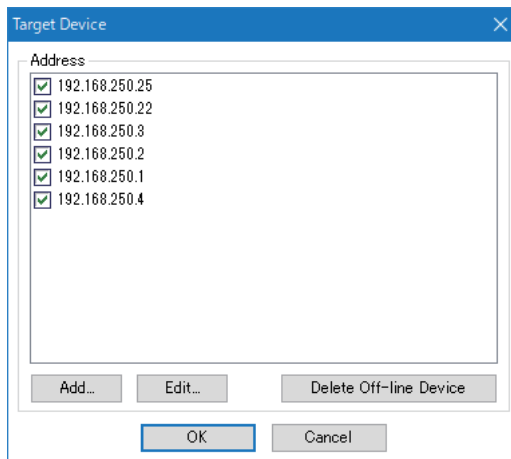 Target Device
Address
192.168.250.25
192.168.250.22
192.168.250.3
192.168.250.2
192.168.250.1
192.168.250.4
Add... Edit... Delete Off-line Device
OK Cancel